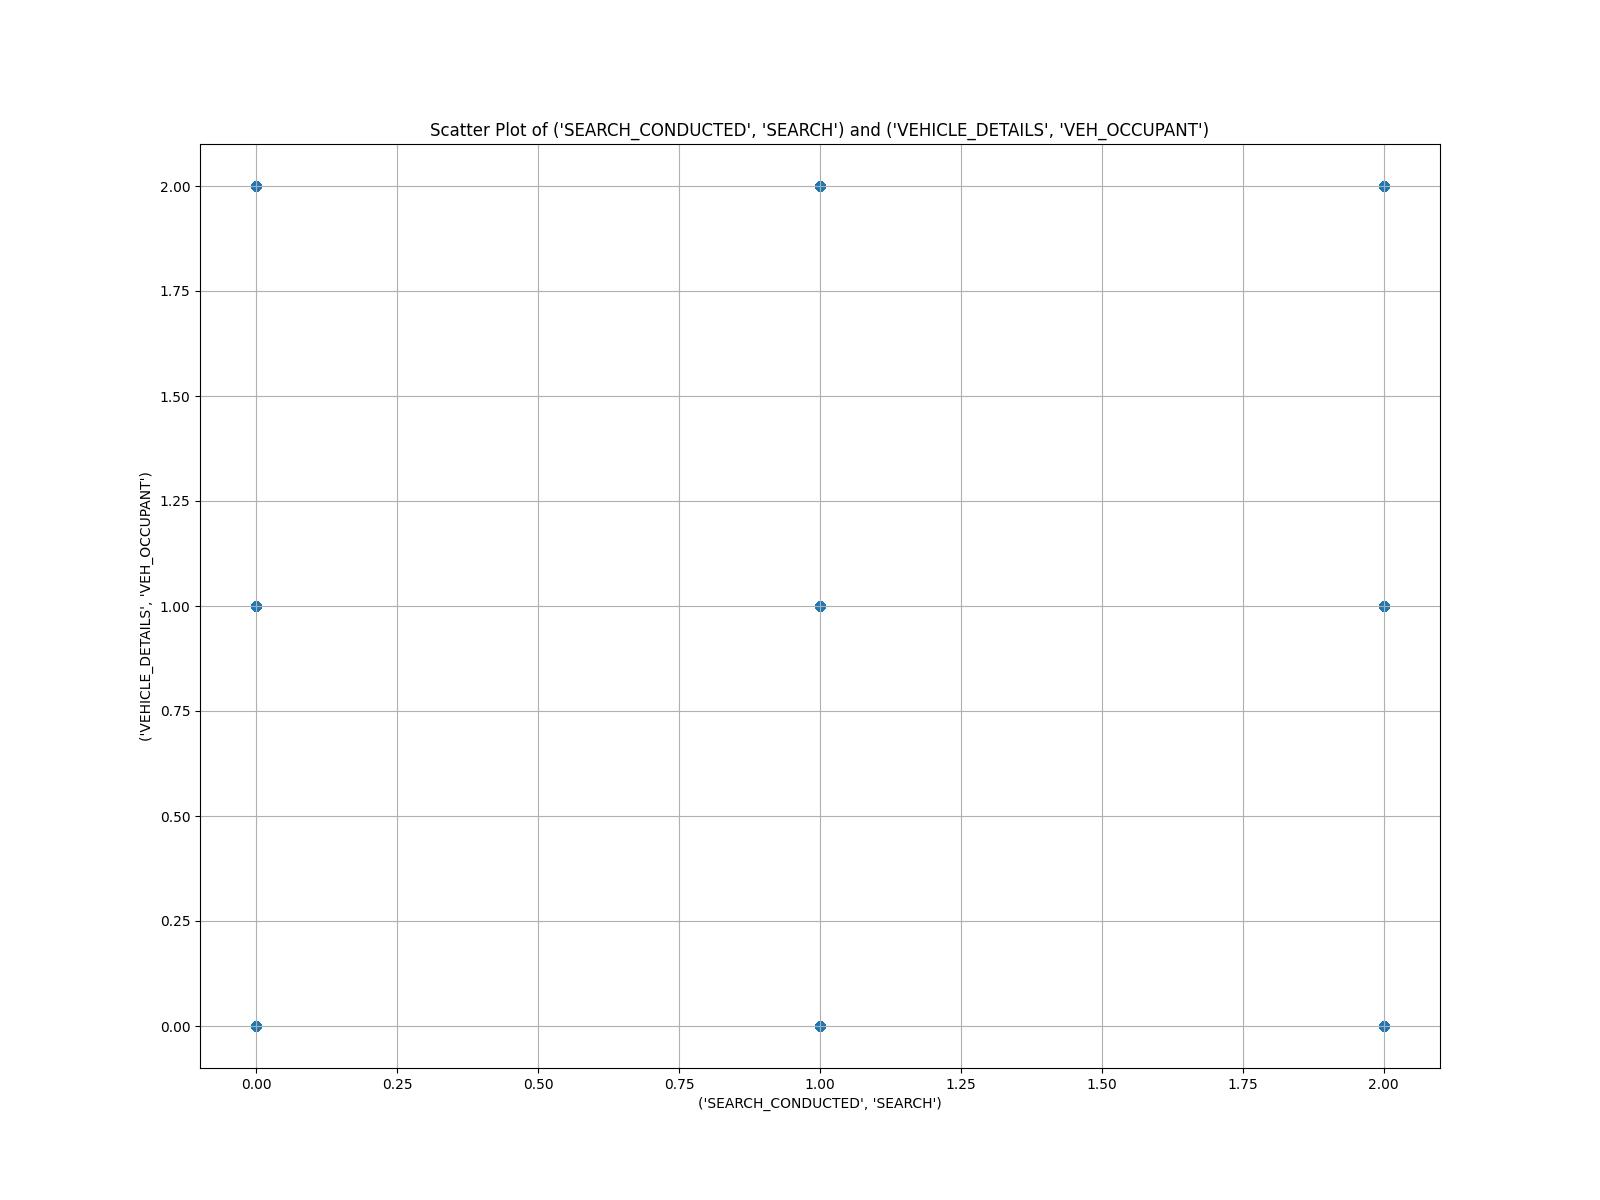 Scatter Plot of ('SEARCH_CONDUCTED', 'SEARCH') and ('VEHICLE_DETAILS', 'VEH_OCCUPANT')
('VEHICLE_DETAILS', 'VEH_OCCUPANT')
2.00
1.75
1.50
1.25
1.00
0.75
0.50
0.25
0.00
0.00 0.25 0.50 0.75 1.00 1.25 1.50 1.75 2.00
('SEARCH_CONDUCTED', 'SEARCH')